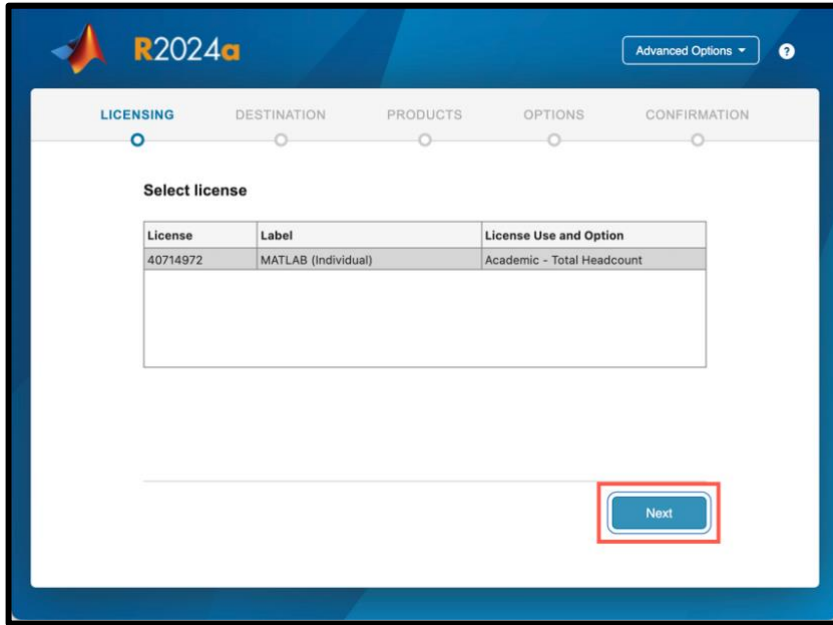 R2024a
Advanced Options
?
LICENSING DESTINATION PRODUCTS OPTIONS CONFIRMATION
Select license
License Label License Use and Option
40714972 MATLAB (Individual) Academic - Total Headcount
Next